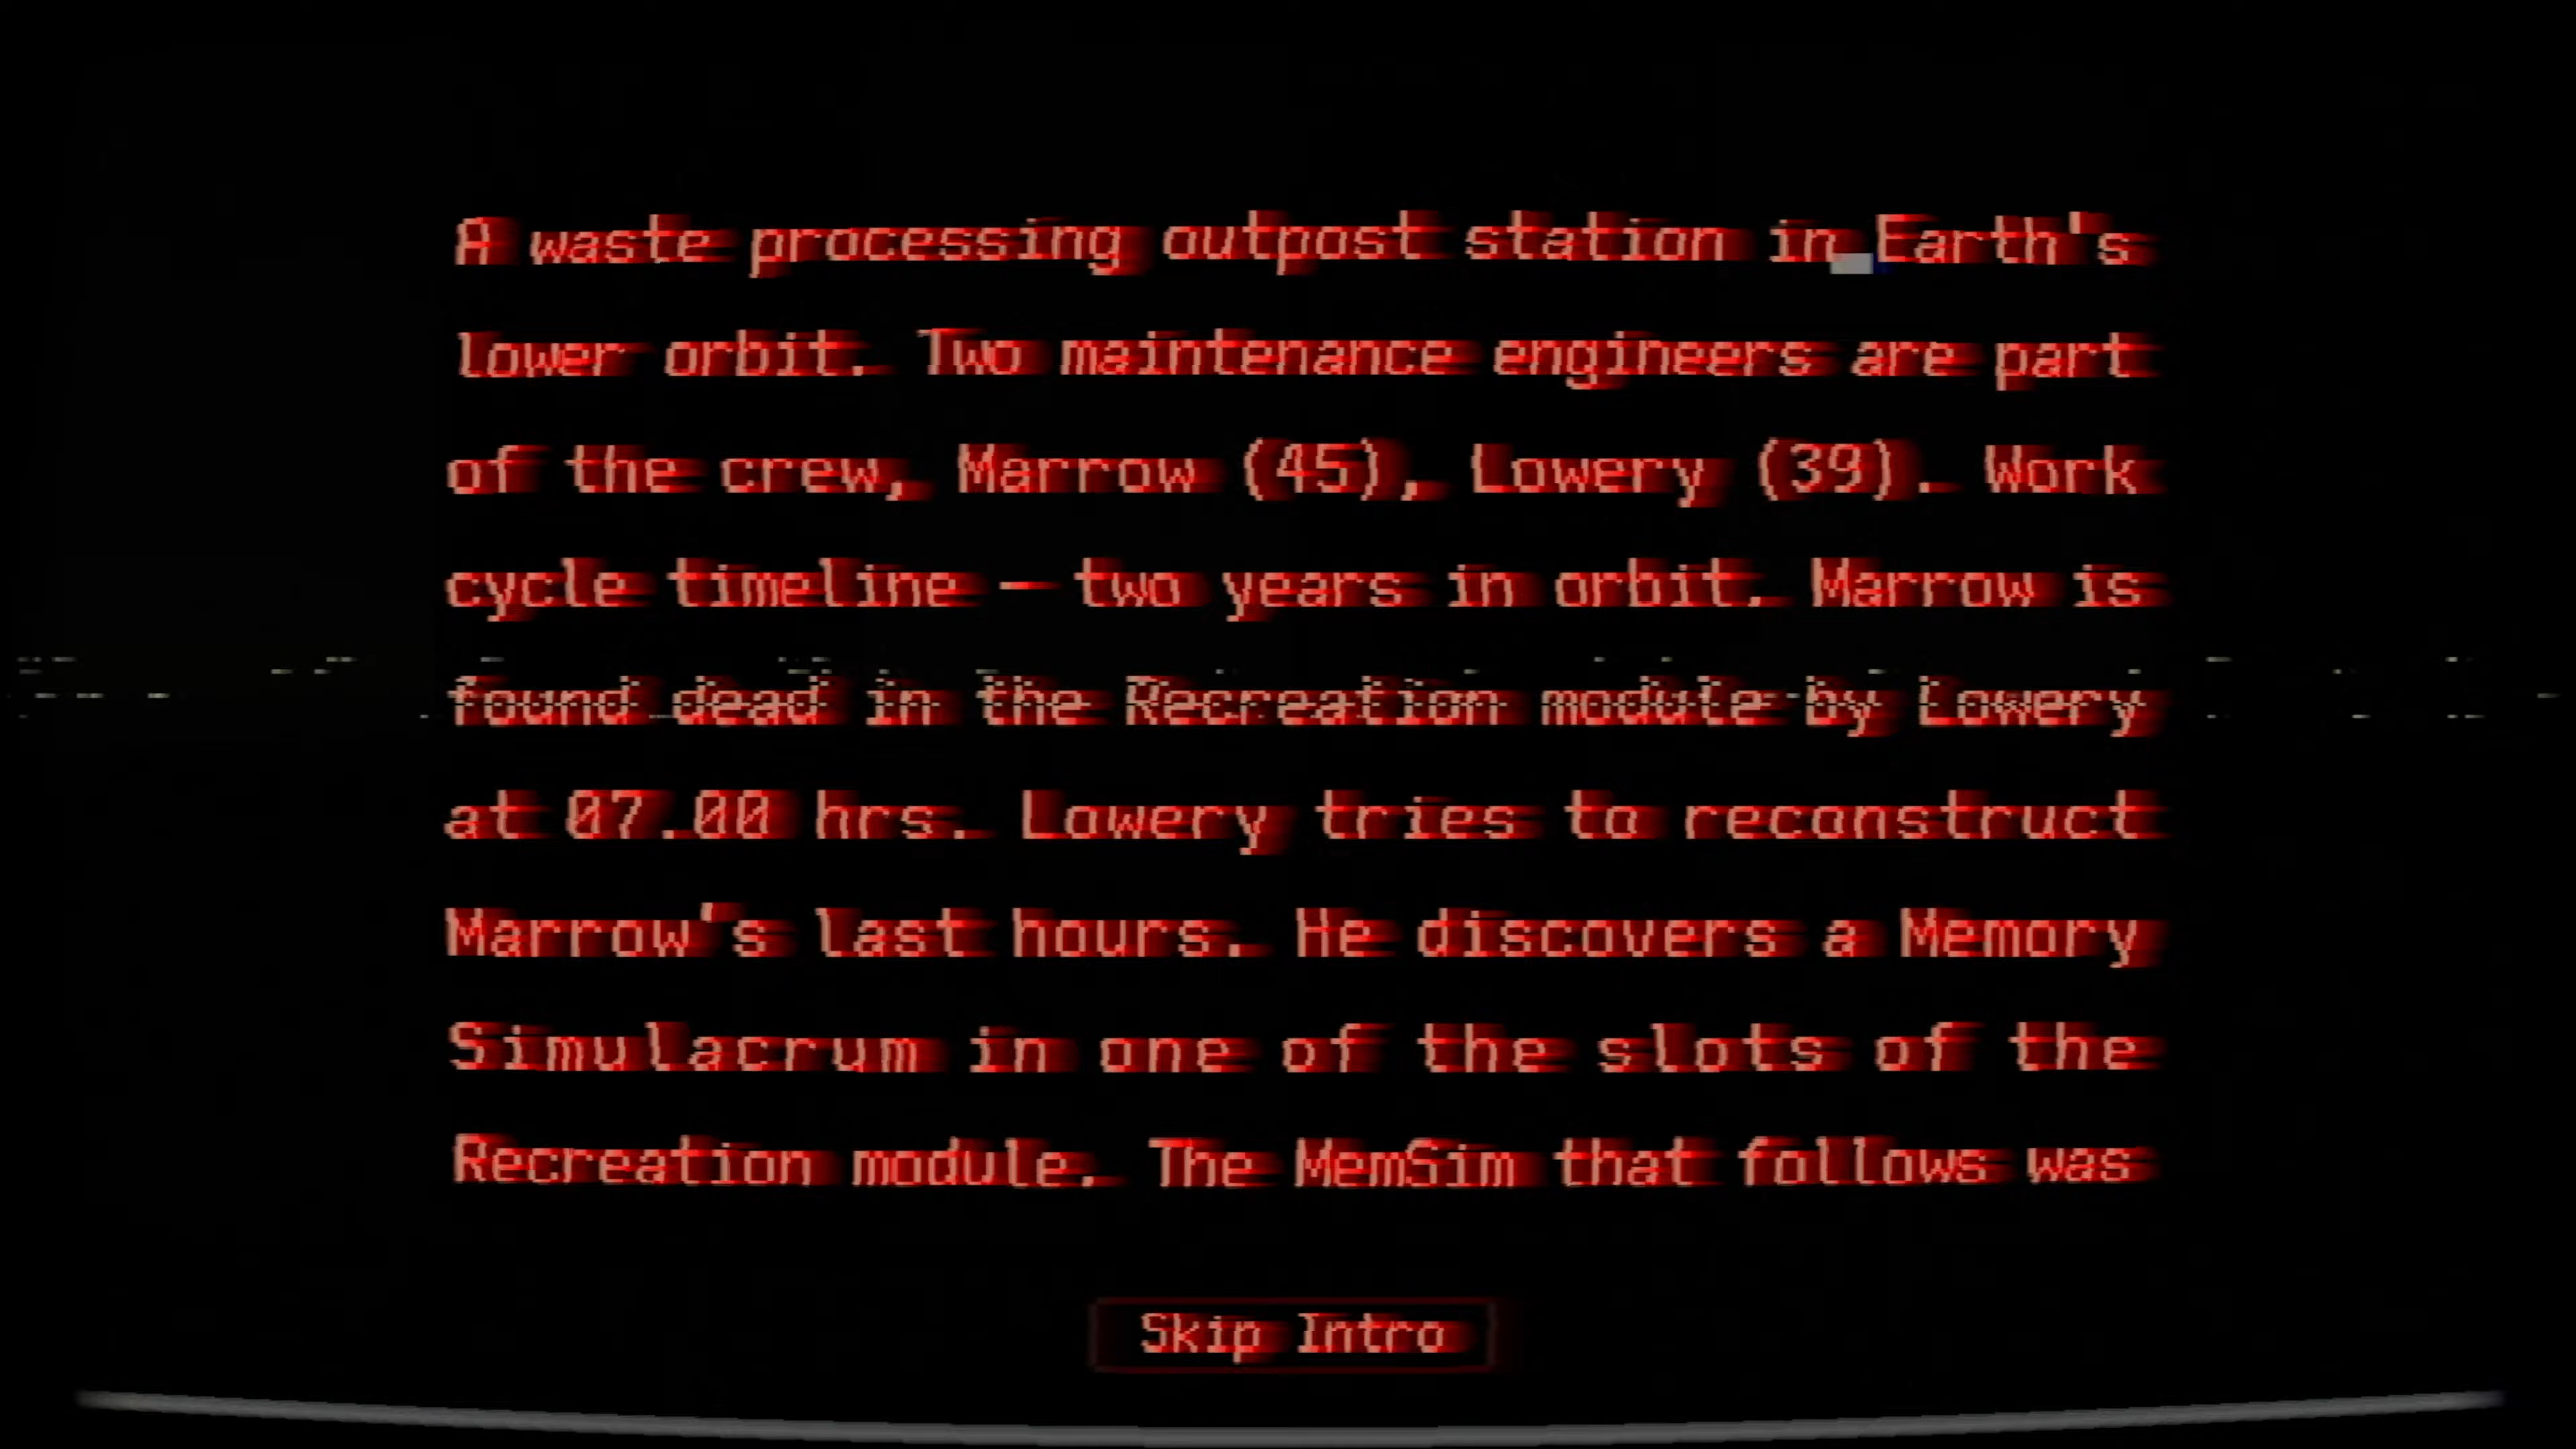 A waste processing outpost station in Earth's
lower orbit. Two maintenance engineers are part
of the crew, Marrow (45), Lowery (39). Work
cycle timeline — two years in orbit. Marrow is
found dead in the Recreation module by Lowery
at 07.00 hrs. Lowery tries to reconstruct
Marrow's last hours. He discovers a Memory
Simulacrum in one of the slots of the
Recreation module. The MemSim that follows was
Skip Intro